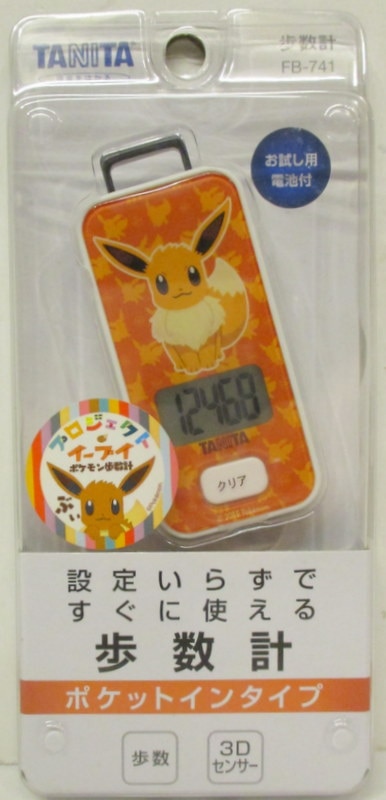 TANITA
歩数計
FB-741
お試し用
電池付
12468
TANITA
クリア
プロジェクト
イーブイ
ポケモン歩数計
ぶぃ
設定いらずで
すぐに使える
歩数計
ポケットインタイプ
歩数
3D
センサー